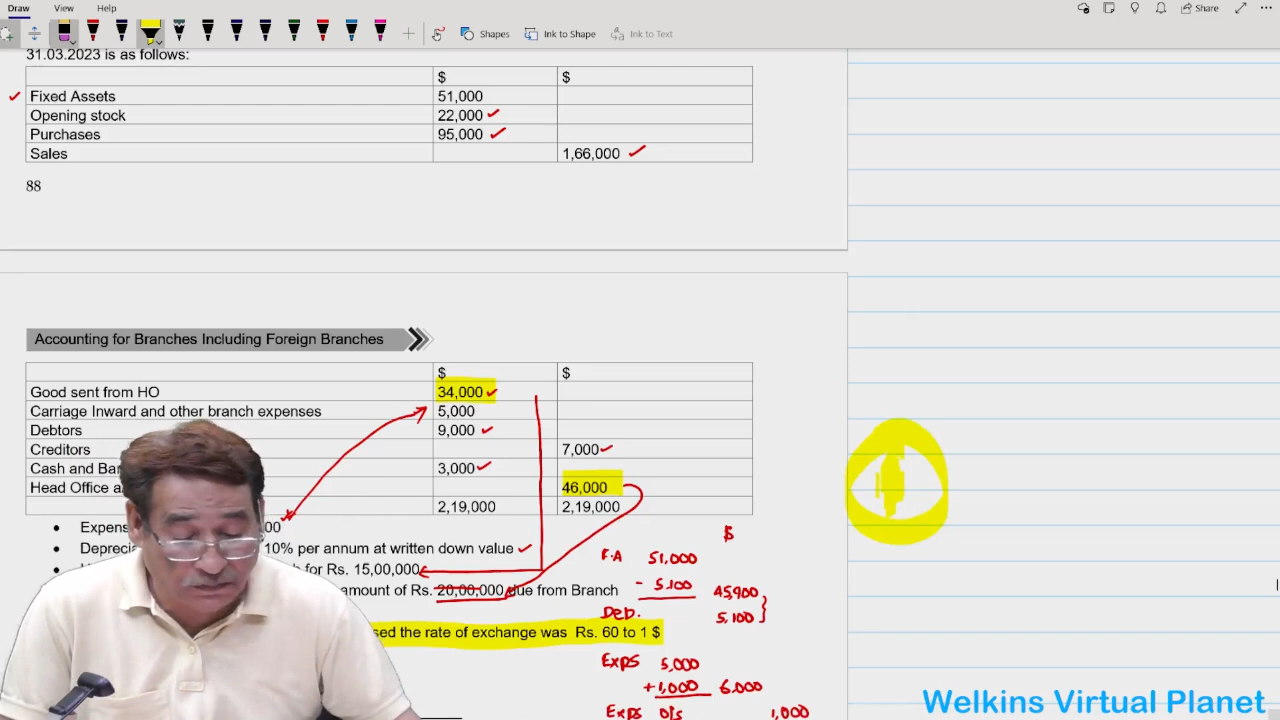 Draw View Help
Share
Shapes Ink to Shape Ink to Text
31.03.2023 is as follows:
$ $
Fixed Assets 51,000
Opening stock 22,000
Purchases 95,000
Sales 1,66,000
88
Accounting for Branches Including Foreign Branches
$ $
Good sent from HO 34,000
Carriage Inward and other branch expenses 5,000
Debtors 9,000
Creditors 7,000
Cash and 3,000
Head Office 46,000
2,19,000 2,19,000
10% per annum at written down value
for Rs. 15,00,000
amount of Rs. 20,00,000 due from Branch
the rate of exchange was Rs. 60 to 1 $
$
F.A 51,000
- 5,100 45,900
Dep. 5,100
Exps 5,000
+1,000 6,000
Exps o/s 1,000
Welkins Virtual Planet